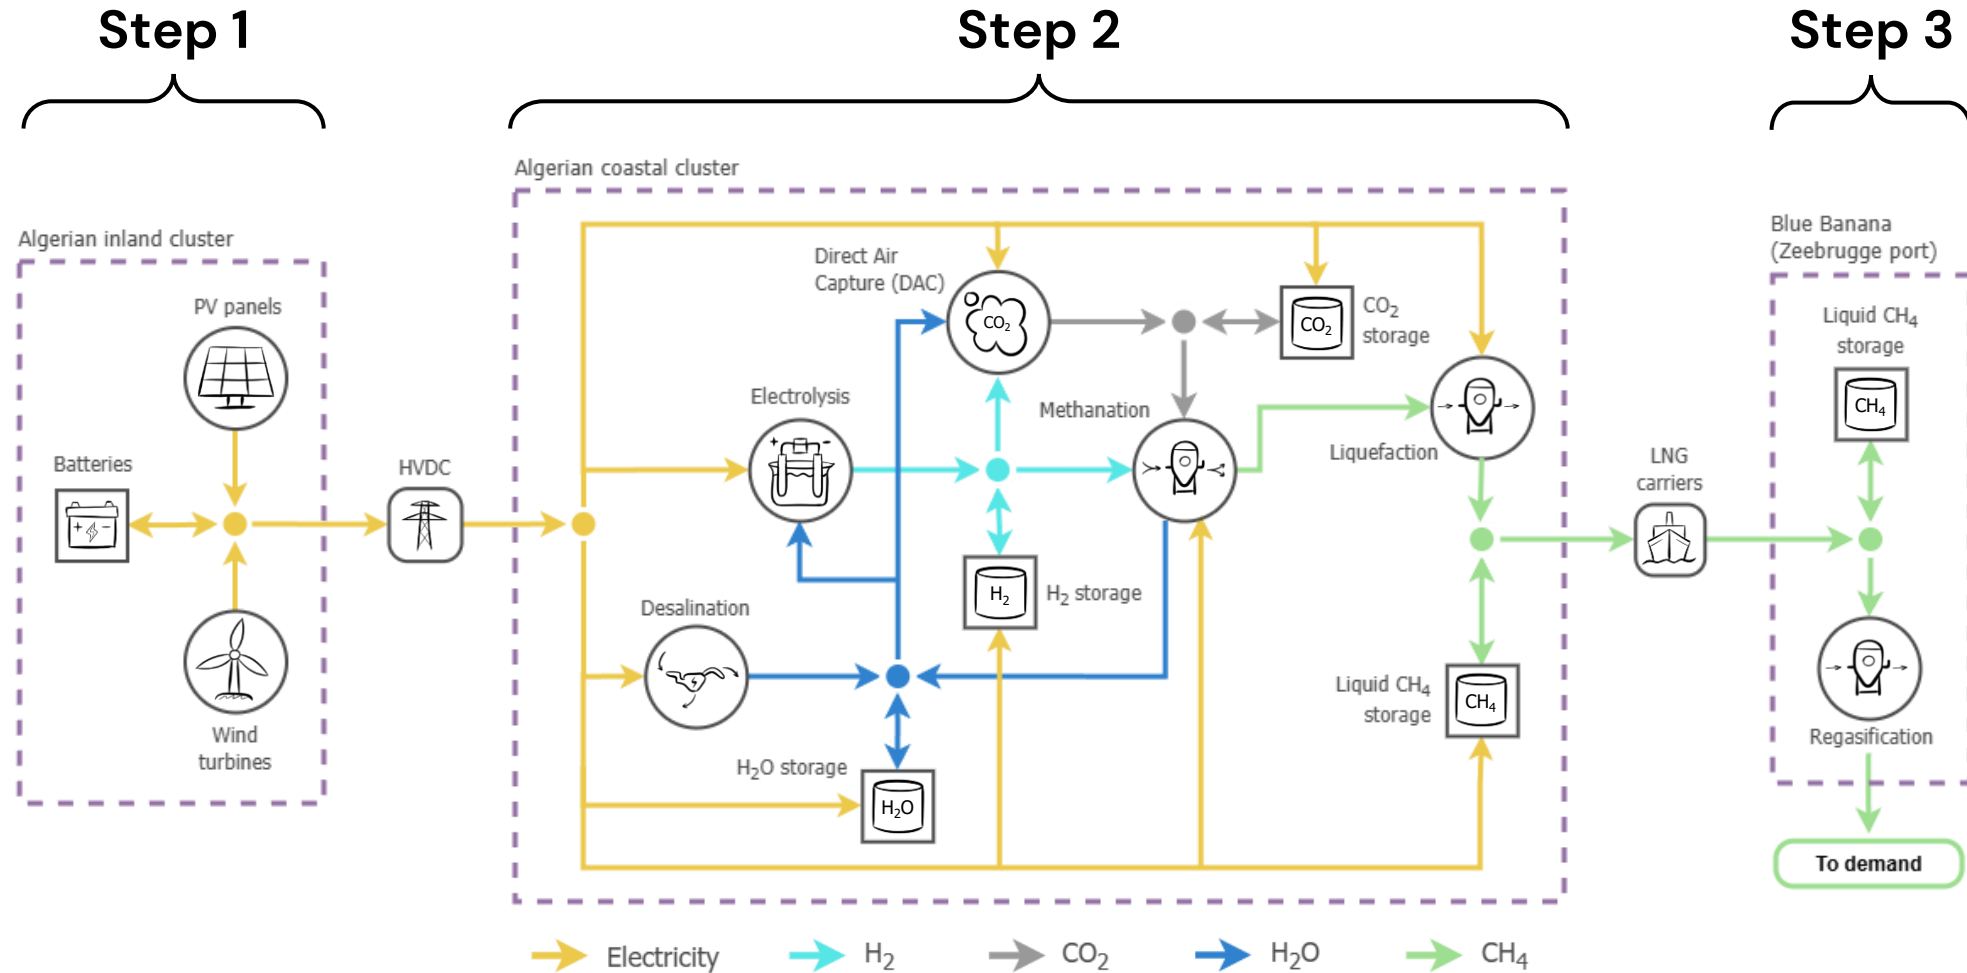 Step 1
Step 2
Step 3
Algerian coastal cluster
Algerian inland cluster
Blue Banana
(Zeebrugge port)
PV panels
Batteries
HVDC
Wind
turbines
Direct Air
Capture (DAC)
CO₂
CO₂
CO₂
storage
Electrolysis
Methanation
Liquefaction
H₂
H₂ storage
Desalination
H₂O storage
H₂O
Liquid CH₄
storage
CH₄
LNG
carriers
Liquid CH₄
storage
CH₄
Regasification
To demand
Electricity
H₂
CO₂
H₂O
CH₄